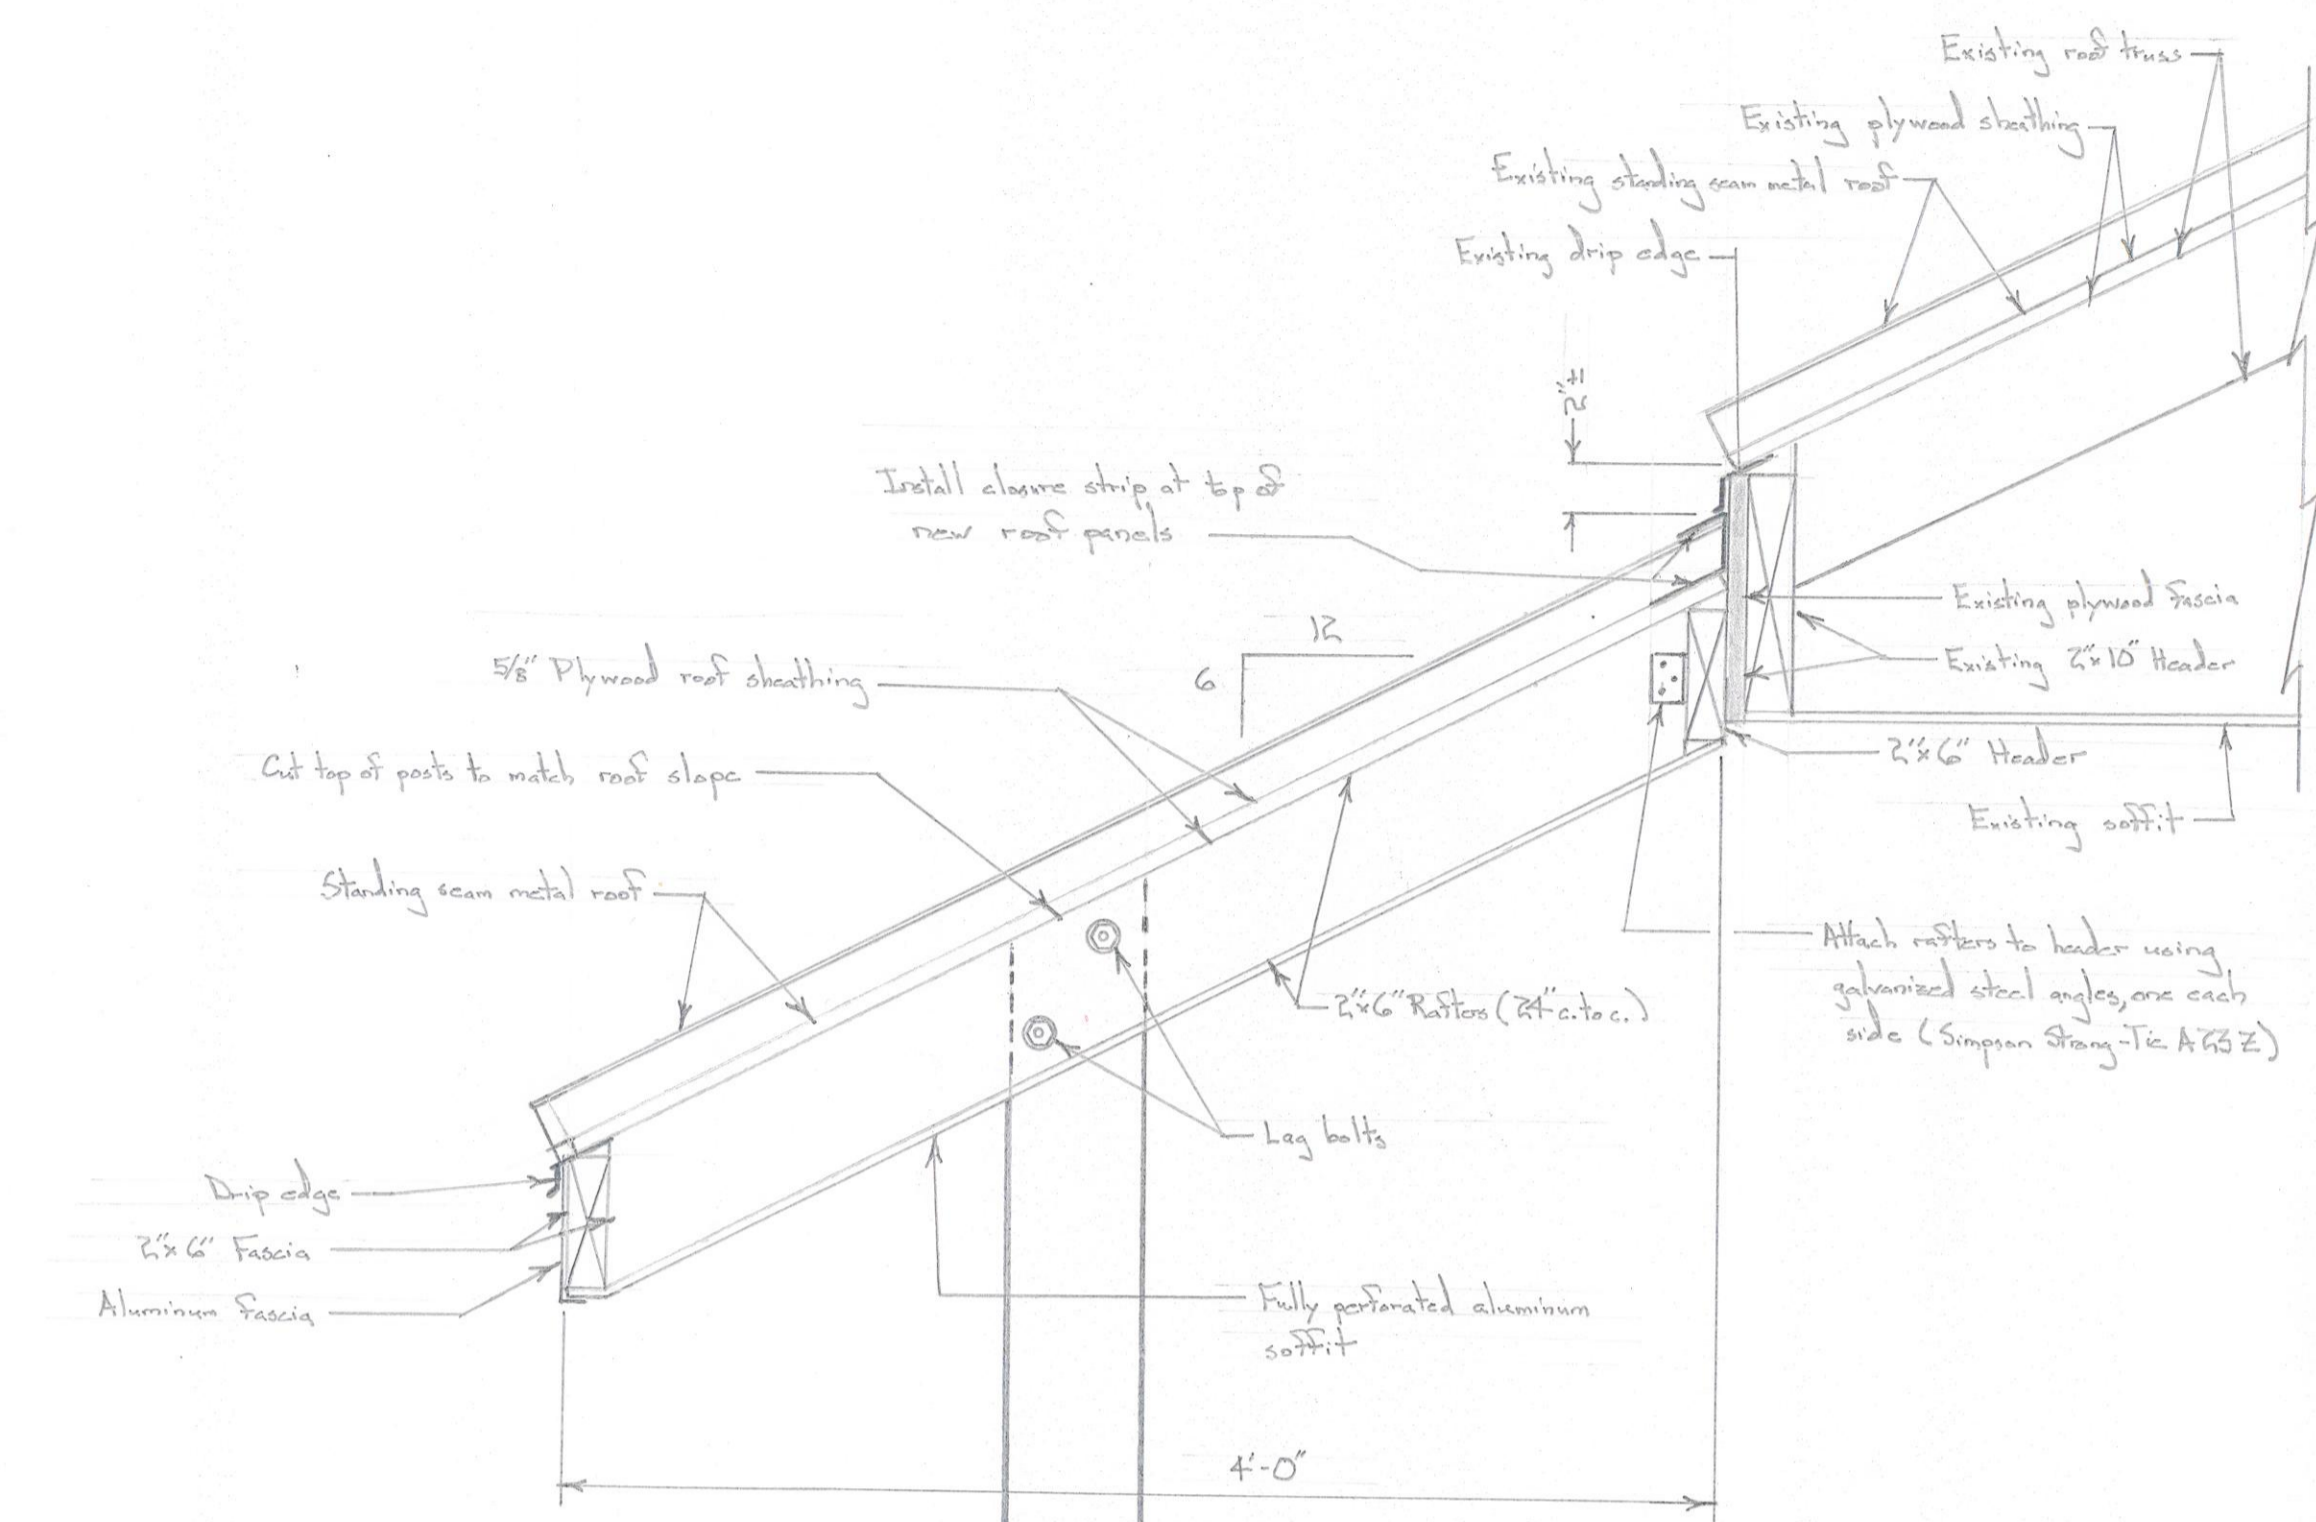 Existing roof truss
Existing plywood sheathing
Existing standing seam metal roof
Existing drip edge
2"±
Install closure strip at top of
new roof panels
Existing plywood fascia
12
6
Existing 2"x10" Header
5/8" Plywood roof sheathing
2"x6" Header
Cut top of posts to match roof slope
Existing soffit
Standing seam metal roof
Attach rafters to header using
galvanized steel angles, one each
side (Simpson Strong-Tie A23Z)
2"x6" Rafters (24" c. to c.)
Lag bolts
Drip edge
2"x6" Fascia
Aluminum fascia
Fully perforated aluminum
soffit
4'-0"